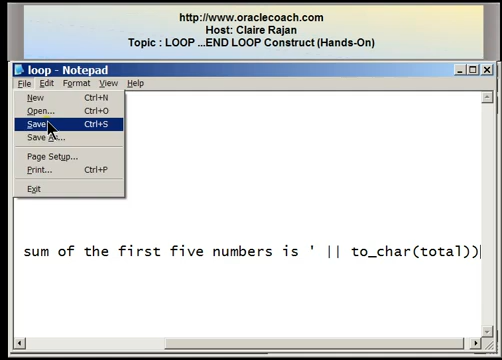 http://www.oraclecoach.com
Host: Claire Rajan
Topic : LOOP ...END LOOP Construct (Hands-On)
loop - Notepad
File Edit Format View Help
New Ctrl+N
Open... Ctrl+O
Save Ctrl+S
Save As...
Page Setup...
Print... Ctrl+P
Exit
sum of the first five numbers is ' || to_char(total))